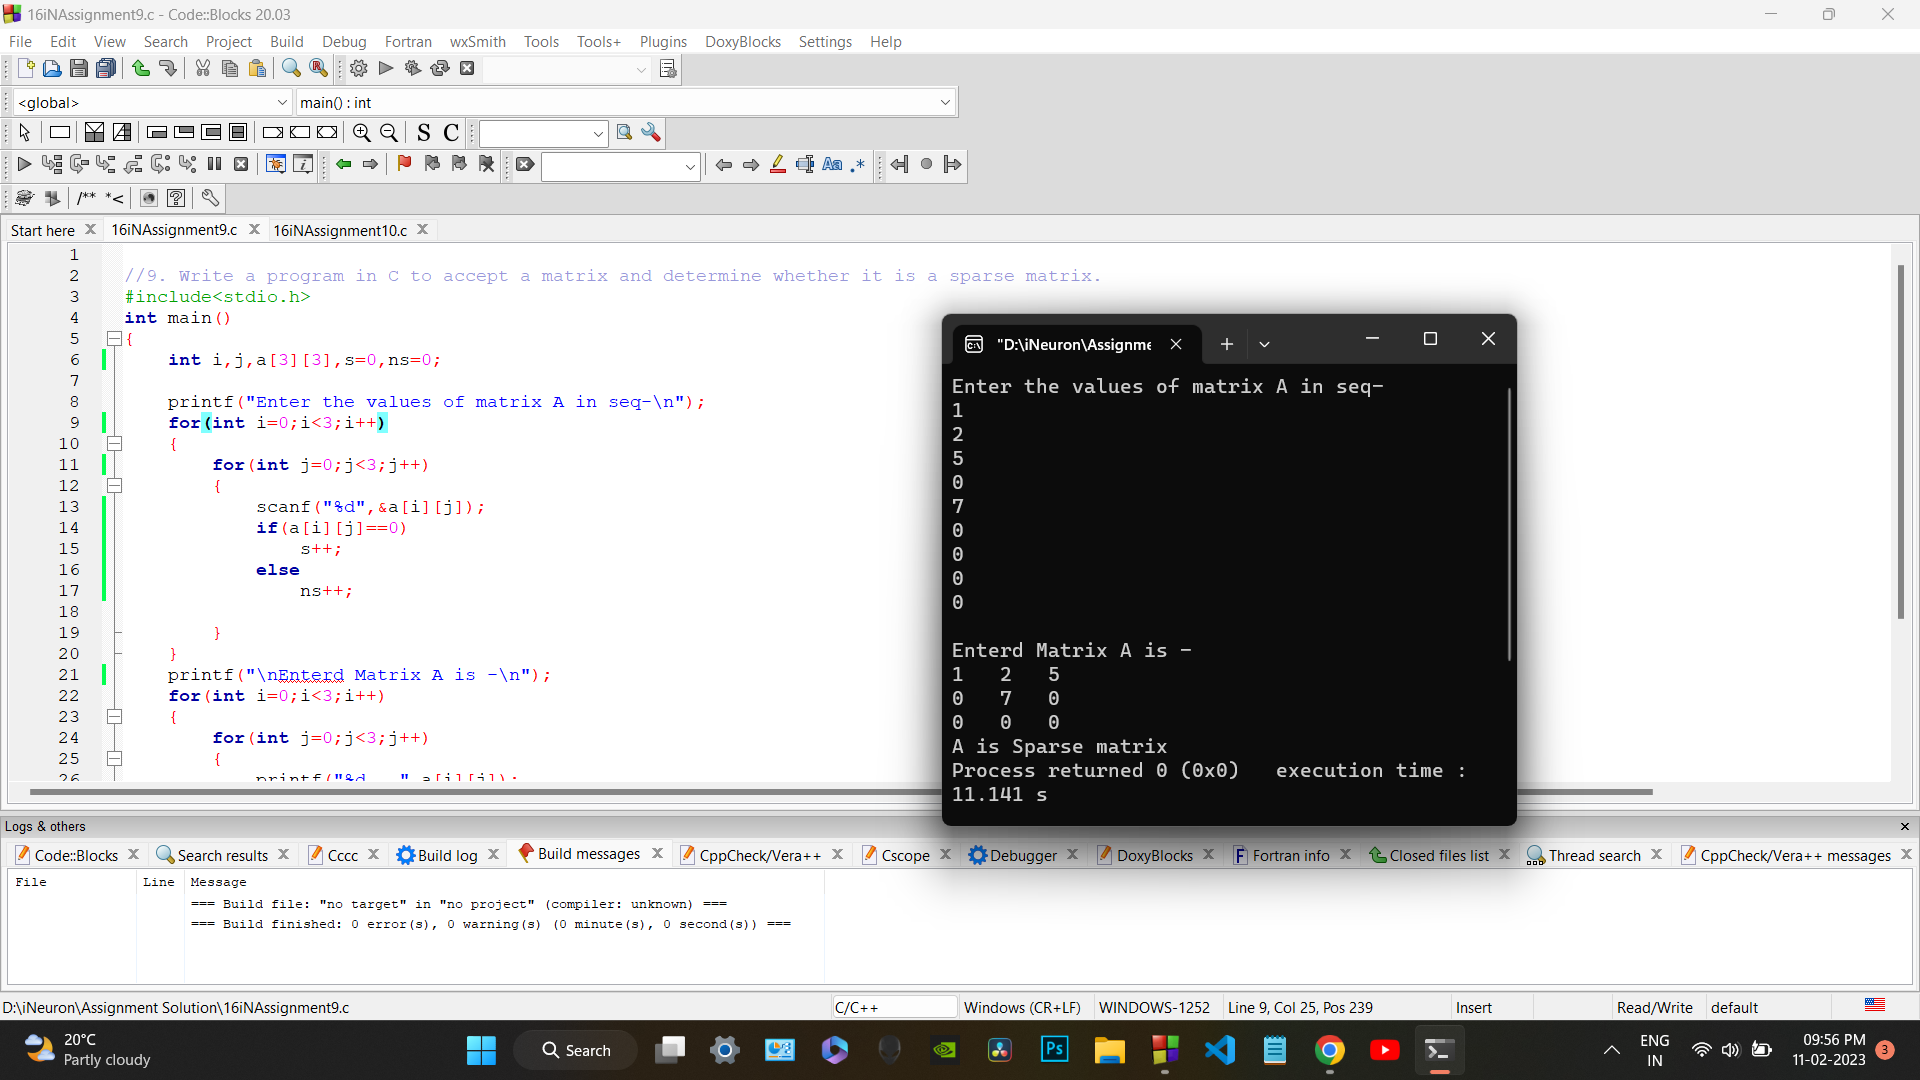 16iNAssignment9.c - Code::Blocks 20.03
File Edit View Search Project Build Debug Fortran wxSmith Tools Tools+ Plugins DoxyBlocks Settings Help
<global> main() : int
S C
Aa .*
/** *<
Start here 16iNAssignment9.c 16iNAssignment10.c
1
2 //9. Write a program in C to accept a matrix and determine whether it is a sparse matrix.
3 #include<stdio.h>
4 int main()
5 {
6 int i,j,a[3][3],s=0,ns=0;
7
8 printf("Enter the values of matrix A in seq-\n");
9 for(int i=0;i<3;i++)
10 {
11 for(int j=0;j<3;j++)
12 {
13 scanf("%d",&a[i][j]);
14 if(a[i][j]==0)
15 s++;
16 else
17 ns++;
18
19 }
20 }
21 printf("\nEnterd Matrix A is -\n");
22 for(int i=0;i<3;i++)
23 {
24 for(int j=0;j<3;j++)
25 {
26 printf("%d   ",a[i][j]);
"D:\iNeuron\Assignme
Enter the values of matrix A in seq-
1
2
5
0
7
0
0
0
0
Enterd Matrix A is -
1 2 5
0 7 0
0 0 0
A is Sparse matrix
Process returned 0 (0x0) execution time :
11.141 s
Logs & others
Code::Blocks Search results Cccc Build log Build messages CppCheck/Vera++ Cscope Debugger DoxyBlocks Fortran info Closed files list Thread search CppCheck/Vera++ messages
File Line Message
=== Build file: "no target" in "no project" (compiler: unknown) ===
=== Build finished: 0 error(s), 0 warning(s) (0 minute(s), 0 second(s)) ===
D:\iNeuron\Assignment Solution\16iNAssignment9.c C/C++ Windows (CR+LF) WINDOWS-1252 Line 9, Col 25, Pos 239 Insert Read/Write default
20°C
Partly cloudy
Search
Ps
ENG
IN
09:56 PM
11-02-2023
3